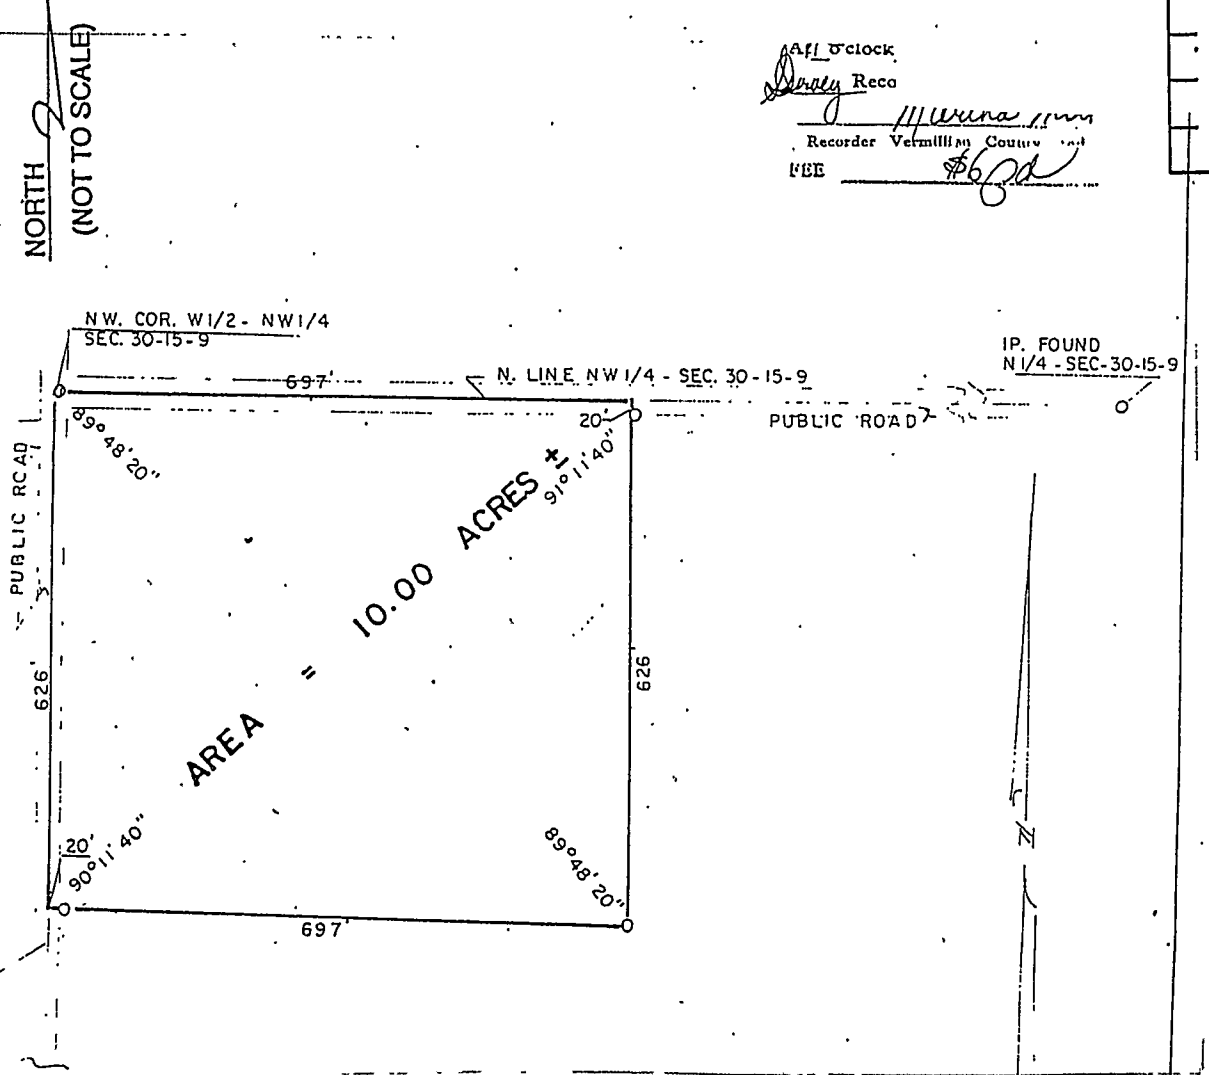 NORTH
(NOT TO SCALE)
o'clock
Reco
Recorder Vermillion County
FEE
$6
NW. COR. W1/2 - NW1/4
SEC. 30-15-9
697'
N. LINE NW1/4 - SEC. 30-15-9
IP. FOUND
N1/4 - SEC-30-15-9
PUBLIC ROAD
20'
89°48'20"
91°11'40"
PUBLIC ROAD
AREA = 10.00 ACRES ±
626'
626
20'
90°11'40"
89°48'20"
697'